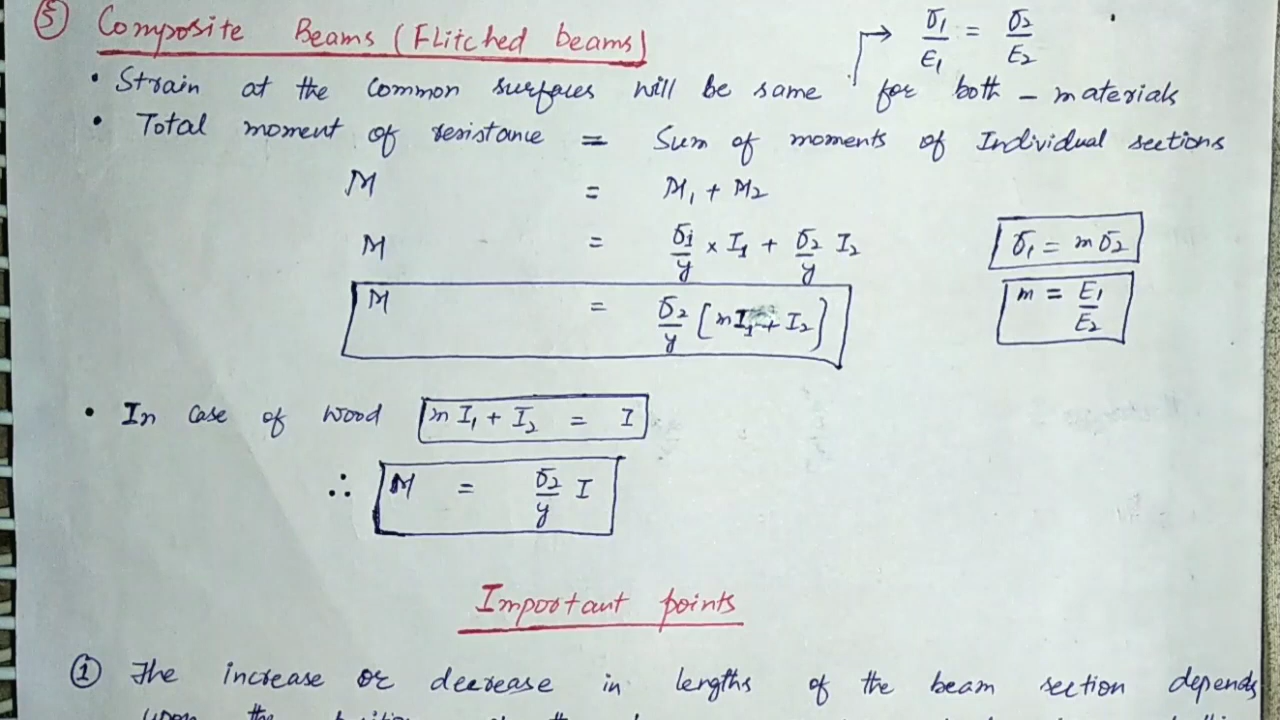 ⑤ Composite Beams (Flitched beams)
σ1/E1 = σ2/E2
• Strain at the common surfaces will be same for both - materials
• Total moment of resistance = Sum of moments of Individual sections
M = M1 + M2
M = σ1/y × I1 + σ2/y I2
σ1 = mσ2
M = σ2/y [mI1 + I2]
m = E1/E2
• In case of wood mI1 + I2 = I
∴ M = σ2/y I
Important points
① The increase or decrease in lengths of the beam section depends
upon the